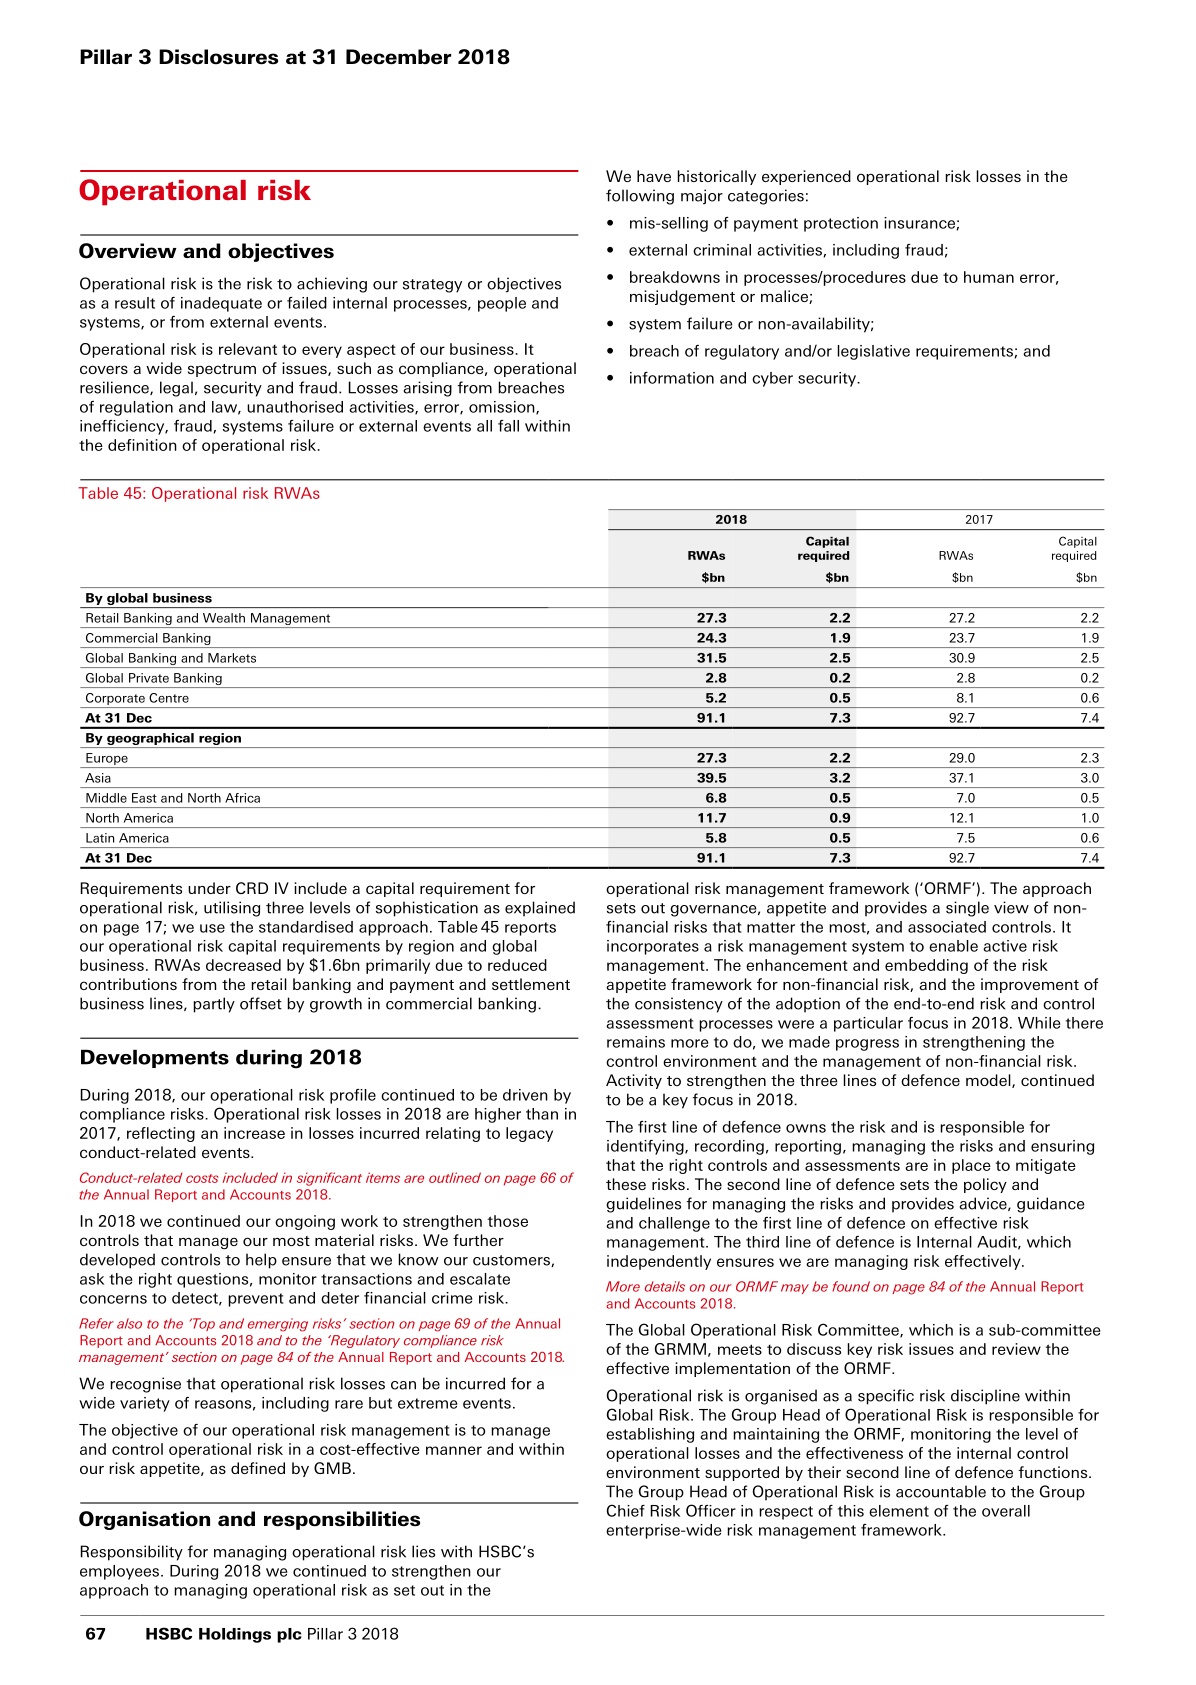 Pillar 3 Disclosures at 31 December 2018
Operational risk
Overview and objectives
Operational risk is the risk to achieving our strategy or objectives
as a result of inadequate or failed internal processes, people and
systems, or from external events.
Operational risk is relevant to every aspect of our business. It
covers a wide spectrum of issues, such as compliance, operational
resilience, legal, security and fraud. Losses arising from breaches
of regulation and law, unauthorised activities, error, omission,
inefficiency, fraud, systems failure or external events all fall within
the definition of operational risk.
We have historically experienced operational risk losses in the
following major categories:
• mis-selling of payment protection insurance;
• external criminal activities, including fraud;
• breakdowns in processes/procedures due to human error,
misjudgement or malice;
• system failure or non-availability;
• breach of regulatory and/or legislative requirements; and
• information and cyber security.
Table 45: Operational risk RWAs
2018 2017
Capital Capital
RWAs required RWAs required
$bn $bn $bn $bn
By global business
Retail Banking and Wealth Management 27.3 2.2 27.2 2.2
Commercial Banking 24.3 1.9 23.7 1.9
Global Banking and Markets 31.5 2.5 30.9 2.5
Global Private Banking 2.8 0.2 2.8 0.2
Corporate Centre 5.2 0.5 8.1 0.6
At 31 Dec 91.1 7.3 92.7 7.4
By geographical region
Europe 27.3 2.2 29.0 2.3
Asia 39.5 3.2 37.1 3.0
Middle East and North Africa 6.8 0.5 7.0 0.5
North America 11.7 0.9 12.1 1.0
Latin America 5.8 0.5 7.5 0.6
At 31 Dec 91.1 7.3 92.7 7.4
Requirements under CRD IV include a capital requirement for
operational risk, utilising three levels of sophistication as explained
on page 17; we use the standardised approach. Table 45 reports
our operational risk capital requirements by region and global
business. RWAs decreased by $1.6bn primarily due to reduced
contributions from the retail banking and payment and settlement
business lines, partly offset by growth in commercial banking.
Developments during 2018
During 2018, our operational risk profile continued to be driven by
compliance risks. Operational risk losses in 2018 are higher than in
2017, reflecting an increase in losses incurred relating to legacy
conduct-related events.
Conduct-related costs included in significant items are outlined on page 66 of
the Annual Report and Accounts 2018.
In 2018 we continued our ongoing work to strengthen those
controls that manage our most material risks. We further
developed controls to help ensure that we know our customers,
ask the right questions, monitor transactions and escalate
concerns to detect, prevent and deter financial crime risk.
Refer also to the ‘Top and emerging risks’ section on page 69 of the Annual
Report and Accounts 2018 and to the ‘Regulatory compliance risk
management’ section on page 84 of the Annual Report and Accounts 2018.
We recognise that operational risk losses can be incurred for a
wide variety of reasons, including rare but extreme events.
The objective of our operational risk management is to manage
and control operational risk in a cost-effective manner and within
our risk appetite, as defined by GMB.
Organisation and responsibilities
Responsibility for managing operational risk lies with HSBC’s
employees. During 2018 we continued to strengthen our
approach to managing operational risk as set out in the
operational risk management framework (‘ORMF’). The approach
sets out governance, appetite and provides a single view of non-
financial risks that matter the most, and associated controls. It
incorporates a risk management system to enable active risk
management. The enhancement and embedding of the risk
appetite framework for non-financial risk, and the improvement of
the consistency of the adoption of the end-to-end risk and control
assessment processes were a particular focus in 2018. While there
remains more to do, we made progress in strengthening the
control environment and the management of non-financial risk.
Activity to strengthen the three lines of defence model, continued
to be a key focus in 2018.
The first line of defence owns the risk and is responsible for
identifying, recording, reporting, managing the risks and ensuring
that the right controls and assessments are in place to mitigate
these risks. The second line of defence sets the policy and
guidelines for managing the risks and provides advice, guidance
and challenge to the first line of defence on effective risk
management. The third line of defence is Internal Audit, which
independently ensures we are managing risk effectively.
More details on our ORMF may be found on page 84 of the Annual Report
and Accounts 2018.
The Global Operational Risk Committee, which is a sub-committee
of the GRMM, meets to discuss key risk issues and review the
effective implementation of the ORMF.
Operational risk is organised as a specific risk discipline within
Global Risk. The Group Head of Operational Risk is responsible for
establishing and maintaining the ORMF, monitoring the level of
operational losses and the effectiveness of the internal control
environment supported by their second line of defence functions.
The Group Head of Operational Risk is accountable to the Group
Chief Risk Officer in respect of this element of the overall
enterprise-wide risk management framework.
67 HSBC Holdings plc Pillar 3 2018